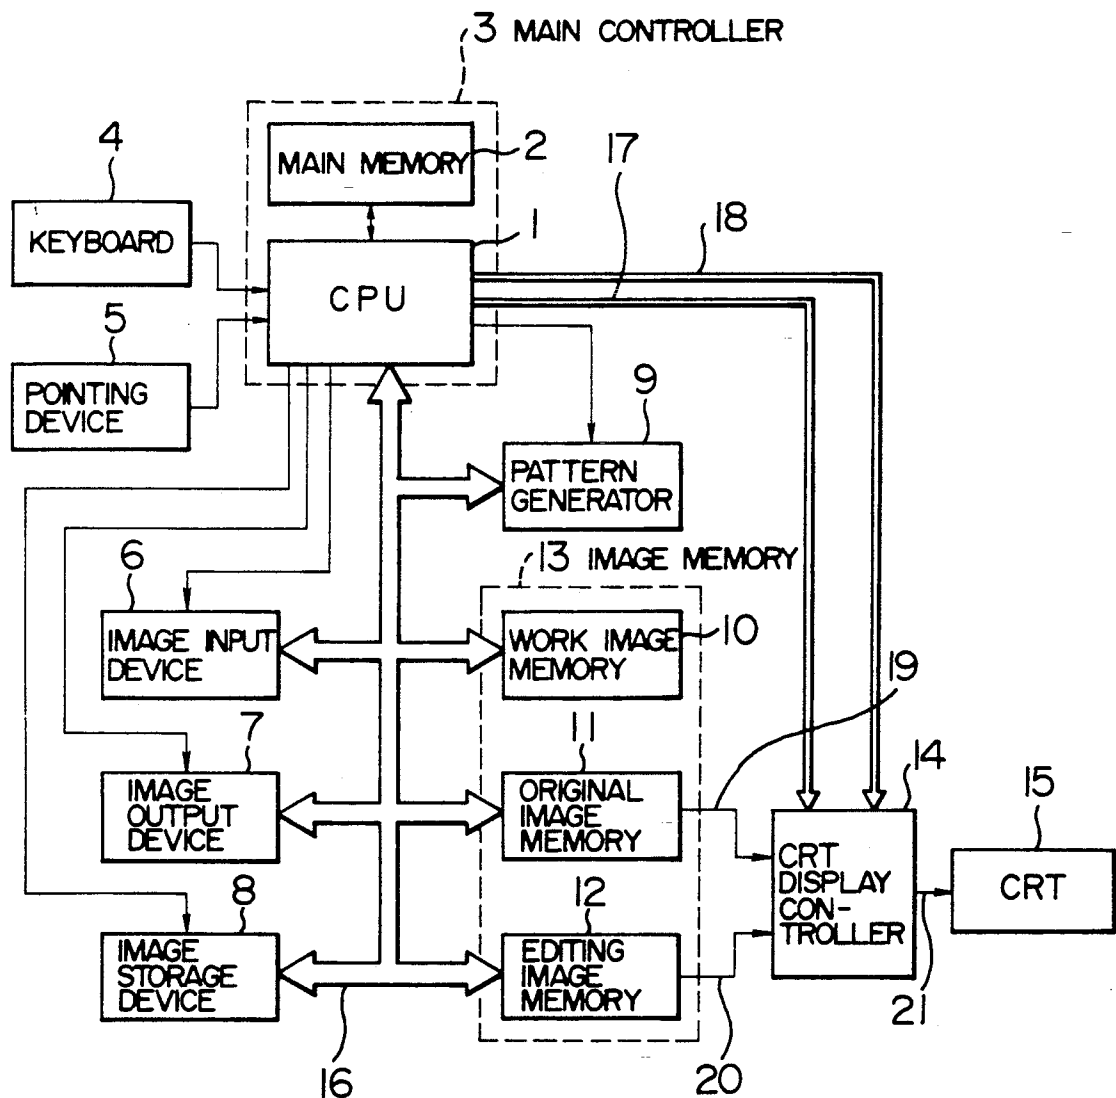 3 MAIN CONTROLLER
4
MAIN MEMORY
2
17
KEYBOARD
1
18
CPU
5
POINTING
DEVICE
9
PATTERN
GENERATOR
6
13 IMAGE MEMORY
IMAGE INPUT
DEVICE
WORK IMAGE
MEMORY
10
19
7
11
14
IMAGE
OUTPUT
DEVICE
ORIGINAL
IMAGE
MEMORY
15
CRT
DISPLAY
CON-
TROLLER
CRT
8
12
IMAGE
STORAGE
DEVICE
EDITING
IMAGE
MEMORY
21
16
20